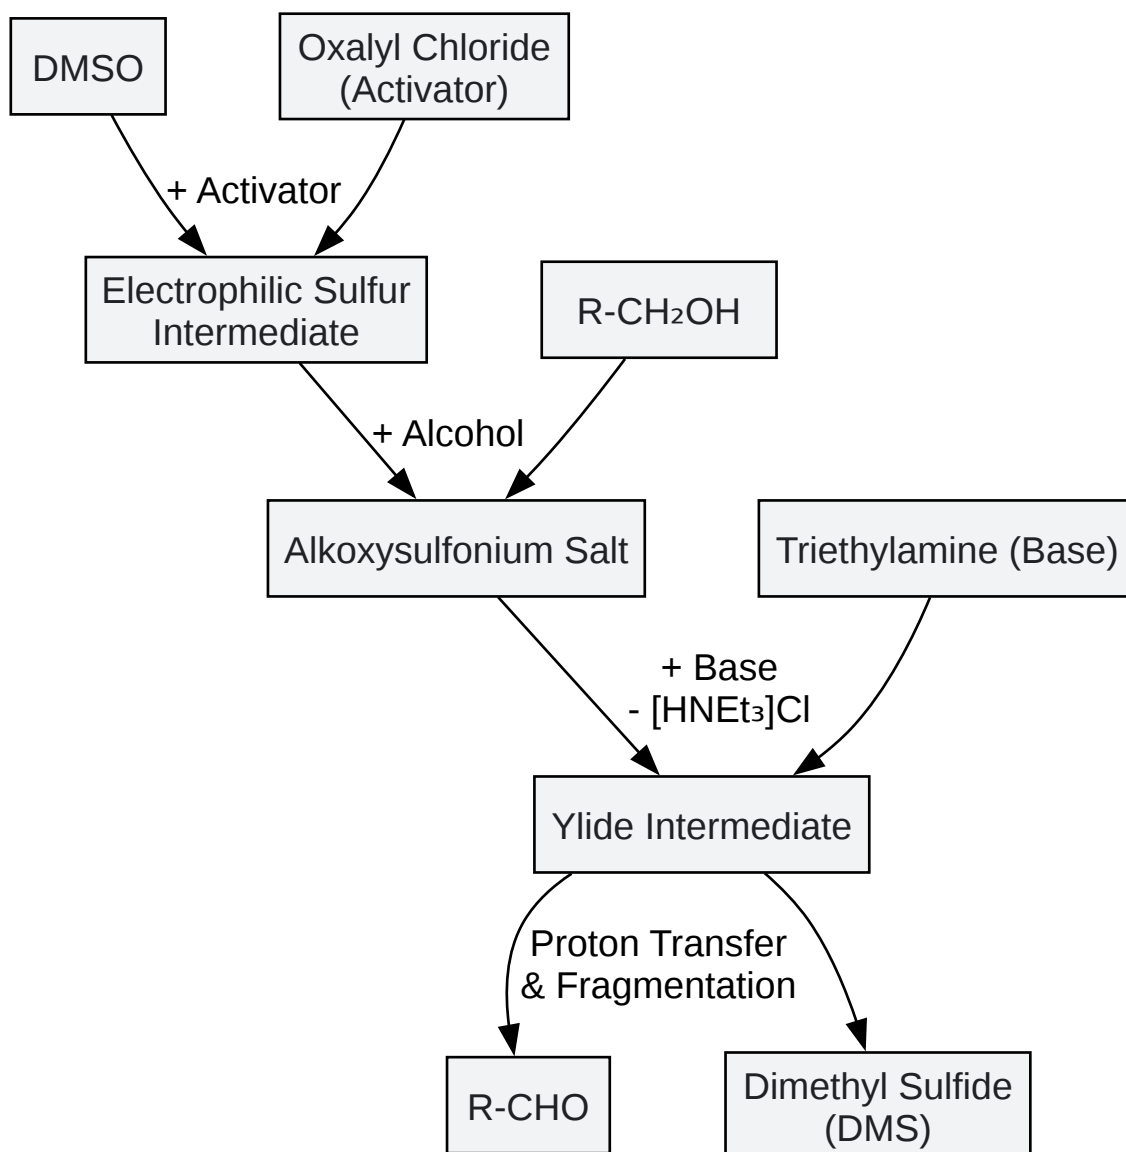 DMSO
Oxalyl Chloride
(Activator)
+ Activator
Electrophilic Sulfur
Intermediate
R-CH₂OH
+ Alcohol
Alkoxysulfonium Salt
Triethylamine (Base)
+ Base
- [HNEt₃]Cl
Ylide Intermediate
Proton Transfer
& Fragmentation
R-CHO
Dimethyl Sulfide
(DMS)